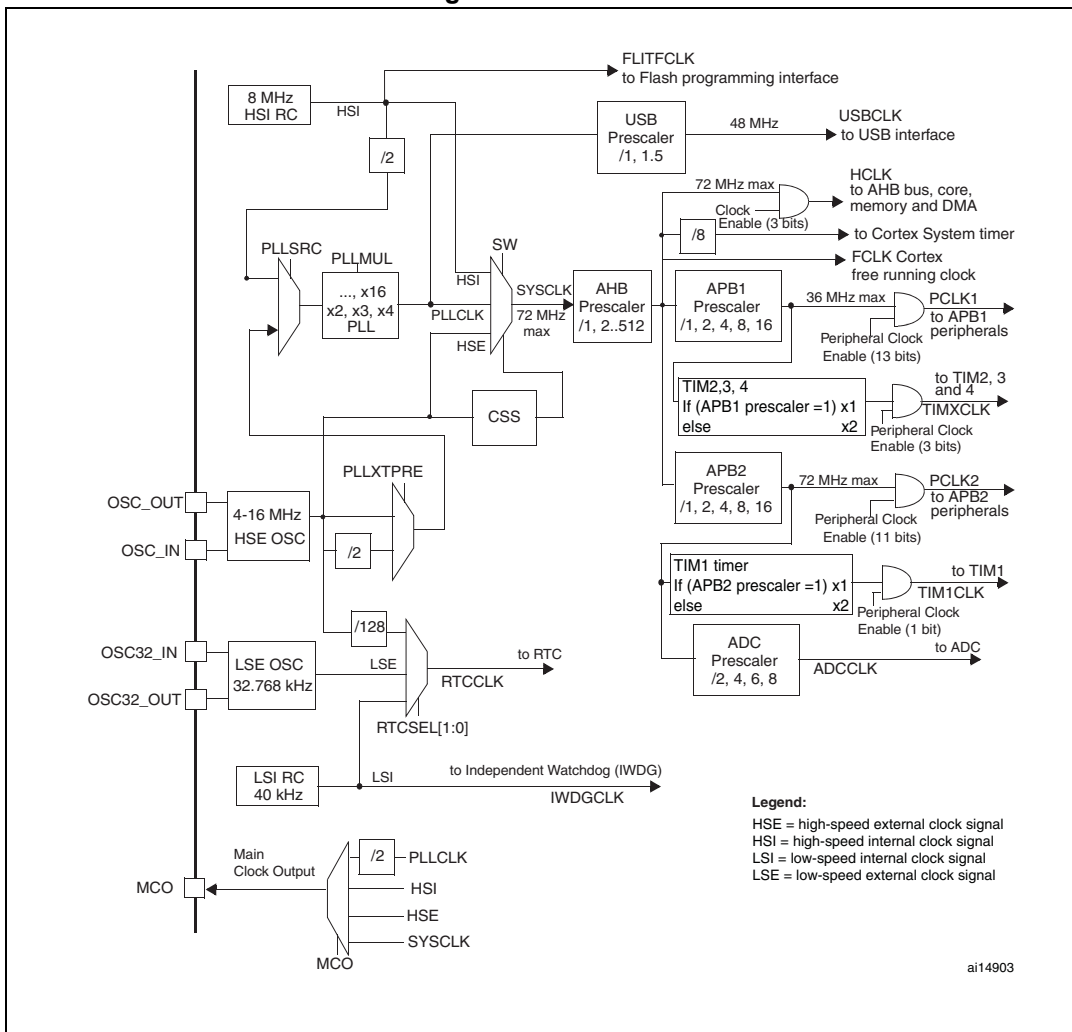 FLITFCLK
to Flash programming interface
8 MHz
HSI RC
HSI
/2
USB
Prescaler
/1, 1.5
48 MHz
USBCLK
to USB interface
72 MHz max
Clock
Enable (3 bits)
HCLK
to AHB bus, core,
memory and DMA
/8
to Cortex System timer
FCLK Cortex
free running clock
PLLSRC
PLLMUL
..., x16
x2, x3, x4
PLL
SW
HSI
PLLCLK
HSE
SYSCLK
72 MHz
max
AHB
Prescaler
/1, 2..512
APB1
Prescaler
/1, 2, 4, 8, 16
36 MHz max
PCLK1
to APB1
peripherals
Peripheral Clock
Enable (13 bits)
TIM2,3, 4
If (APB1 prescaler =1) x1
else x2
to TIM2, 3
and 4
TIMXCLK
Peripheral Clock
Enable (3 bits)
CSS
PLLXTPRE
OSC_OUT
OSC_IN
4-16 MHz
HSE OSC
/2
APB2
Prescaler
/1, 2, 4, 8, 16
72 MHz max
PCLK2
to APB2
peripherals
Peripheral Clock
Enable (11 bits)
TIM1 timer
If (APB2 prescaler =1) x1
else x2
to TIM1
TIM1CLK
Peripheral Clock
Enable (1 bit)
ADC
Prescaler
/2, 4, 6, 8
to ADC
ADCCLK
/128
OSC32_IN
OSC32_OUT
LSE OSC
32.768 kHz
LSE
to RTC
RTCCLK
RTCSEL[1:0]
LSI RC
40 kHz
LSI
to Independent Watchdog (IWDG)
IWDGCLK
Legend:
HSE = high-speed external clock signal
HSI = high-speed internal clock signal
LSI = low-speed internal clock signal
LSE = low-speed external clock signal
Main
Clock Output
MCO
/2
PLLCLK
HSI
HSE
SYSCLK
MCO
ai14903